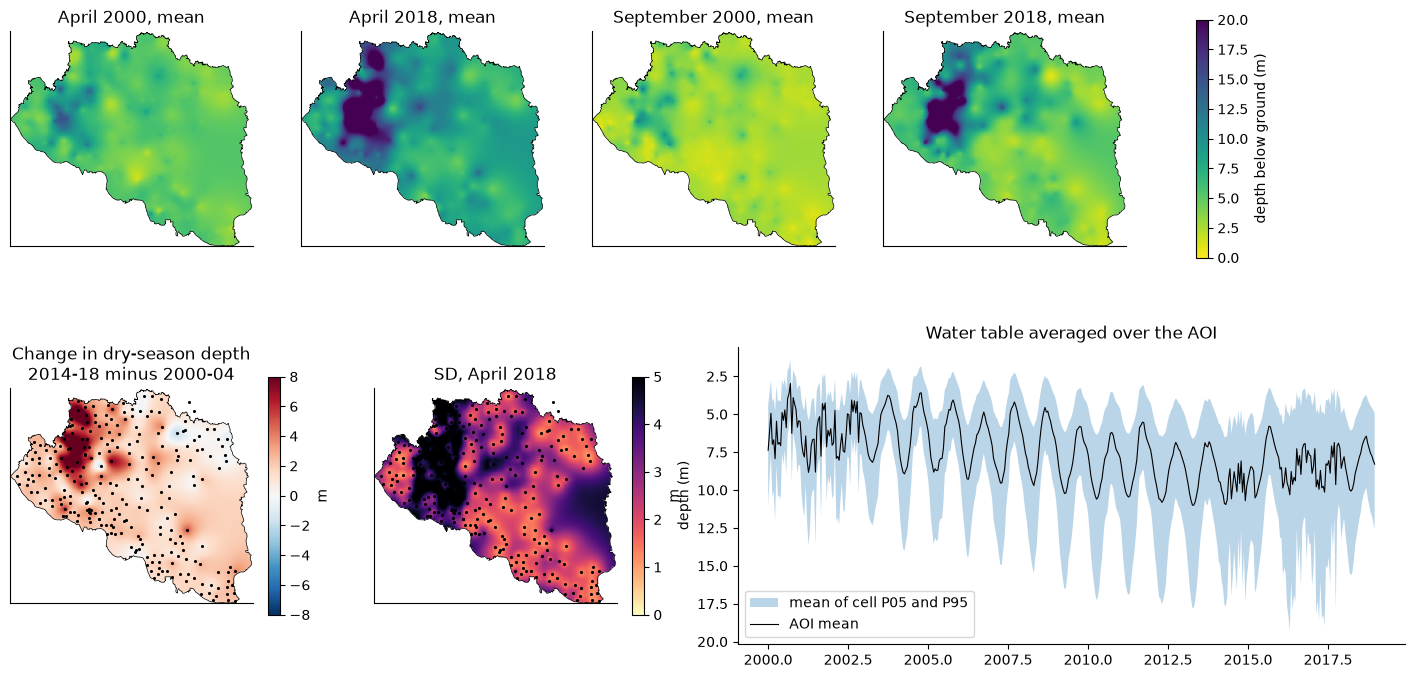 April 2000, mean
April 2018, mean
September 2000, mean
September 2018, mean
20.0
17.5
15.0
12.5
10.0
7.5
5.0
2.5
0.0
depth below ground (m)
Change in dry-season depth
2014-18 minus 2000-04
8
6
4
2
0
−2
−4
−6
−8
m
SD, April 2018
5
4
3
2
1
0
m
Water table averaged over the AOI
depth (m)
2.5
5.0
7.5
10.0
12.5
15.0
17.5
20.0
mean of cell P05 and P95
AOI mean
2000.0
2002.5
2005.0
2007.5
2010.0
2012.5
2015.0
2017.5